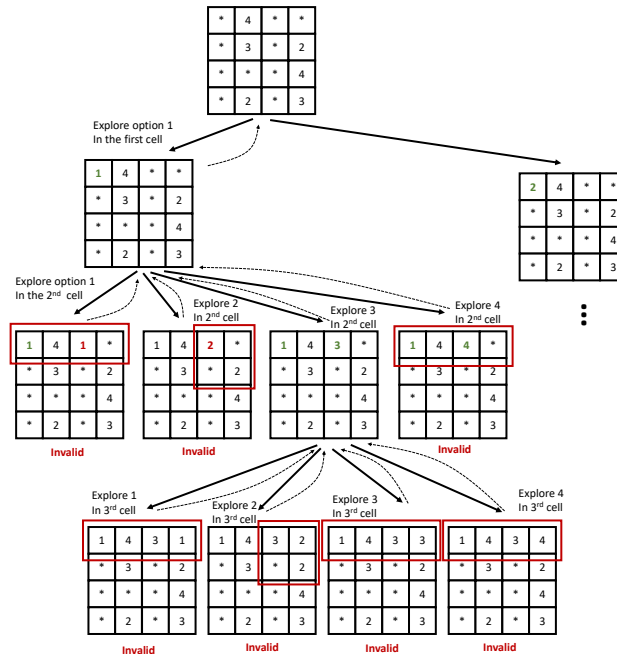 * 4 * *
* 3 * 2
* * * 4
* 2 * 3
Explore option 1
In the first cell
1 4 * *
* 3 * 2
* * * 4
* 2 * 3
2 4 * *
* 3 * 2
* * * 4
* 2 * 3
Explore option 1
In the 2nd cell
Explore 2
In 2nd cell
Explore 3
In 2nd cell
Explore 4
In 2nd cell
1 4 1 *
* 3 * 2
* * * 4
* 2 * 3
Invalid
1 4 2 *
* 3 * 2
* * * 4
* 2 * 3
Invalid
1 4 3 *
* 3 * 2
* * * 4
* 2 * 3
1 4 4 *
* 3 * 2
* * * 4
* 2 * 3
Invalid
Explore 1
In 3rd cell
Explore 2
In 3rd cell
Explore 3
In 3rd cell
Explore 4
In 3rd cell
1 4 3 1
* 3 * 2
* * * 4
* 2 * 3
Invalid
1 4 3 2
* 3 * 2
* * * 4
* 2 * 3
Invalid
1 4 3 3
* 3 * 2
* * * 4
* 2 * 3
Invalid
1 4 3 4
* 3 * 2
* * * 4
* 2 * 3
Invalid